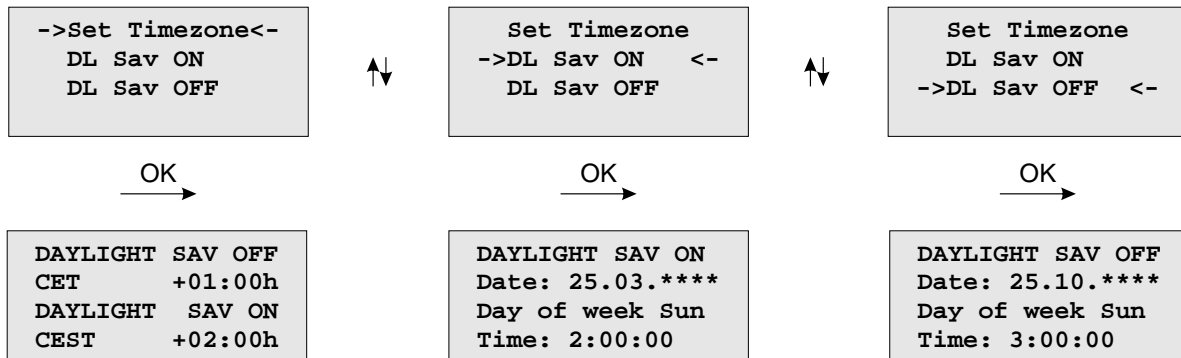 ->Set Timezone<-
DL Sav ON
DL Sav OFF
Set Timezone
->DL Sav ON <-
DL Sav OFF
Set Timezone
DL Sav ON
->DL Sav OFF <-
OK
OK
OK
DAYLIGHT SAV OFF
CET +01:00h
DAYLIGHT SAV ON
CEST +02:00h
DAYLIGHT SAV ON
Date: 25.03.****
Day of week Sun
Time: 2:00:00
DAYLIGHT SAV OFF
Date: 25.10.****
Day of week Sun
Time: 3:00:00